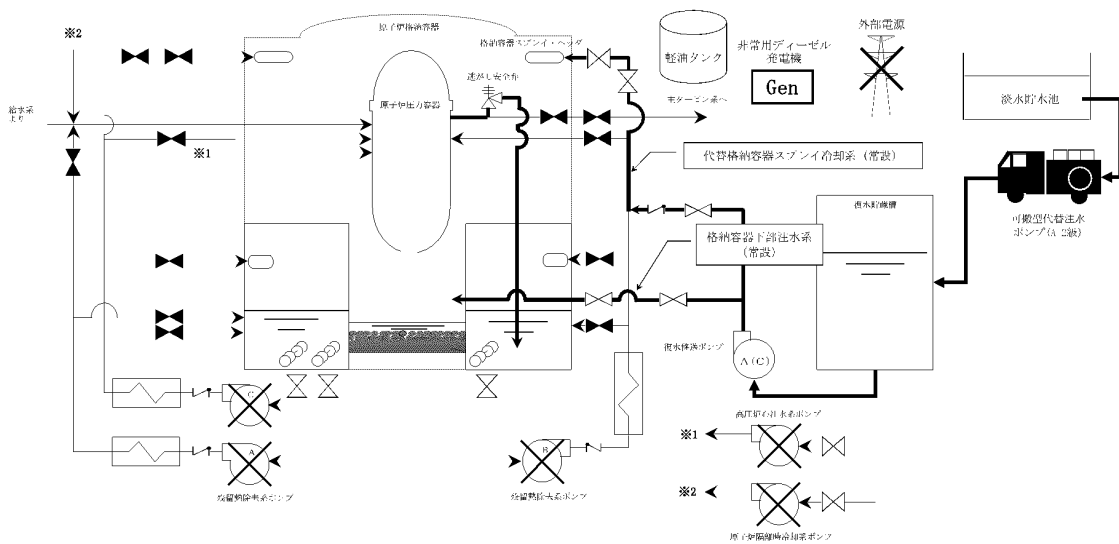 ※2
原子炉格納容器
格納容器スプレイ・ヘッダ
軽油タンク
非常用ディーゼル
発電機
Gen
外部電源
淡水貯水池
逃がし安全弁
原子炉圧力容器
主タービン系へ
給水系
より
※1
代替格納容器スプレイ冷却系（常設）
復水貯蔵槽
可搬型代替注水
ポンプ(A-2級)
格納容器下部注水系
（常設）
復水移送ポンプ
A(C)
C
高圧炉心注水系ポンプ
※1
A
B
残留熱除去系ポンプ
残留熱除去系ポンプ
※2
原子炉隔離時冷却系ポンプ